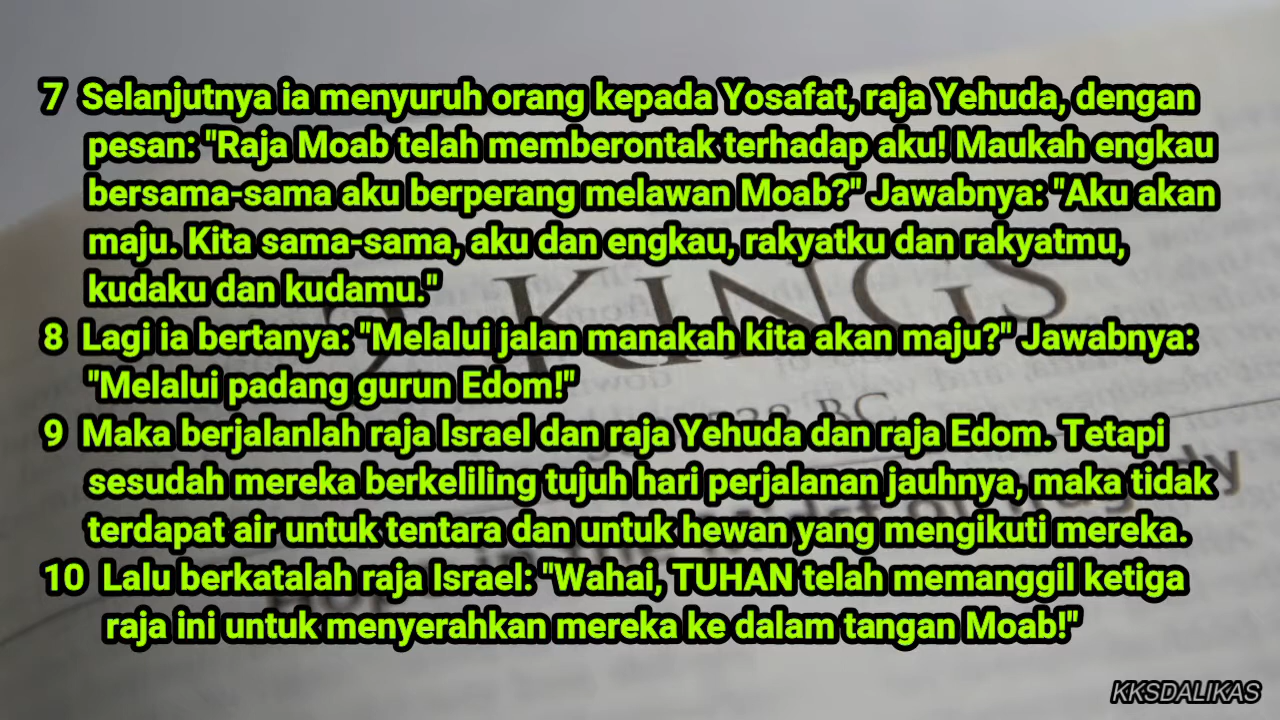 7 Selanjutnya ia menyuruh orang kepada Yosafat, raja Yehuda, dengan
pesan: "Raja Moab telah memberontak terhadap aku! Maukah engkau
bersama-sama aku berperang melawan Moab?" Jawabnya: "Aku akan
maju. Kita sama-sama, aku dan engkau, rakyatku dan rakyatmu,
kudaku dan kudamu."
8 Lagi ia bertanya: "Melalui jalan manakah kita akan maju?" Jawabnya:
"Melalui padang gurun Edom!"
9 Maka berjalanlah raja Israel dan raja Yehuda dan raja Edom. Tetapi
sesudah mereka berkeliling tujuh hari perjalanan jauhnya, maka tidak
terdapat air untuk tentara dan untuk hewan yang mengikuti mereka.
10 Lalu berkatalah raja Israel: "Wahai, TUHAN telah memanggil ketiga
raja ini untuk menyerahkan mereka ke dalam tangan Moab!"
2 KINGS
BC
KKSDALIKAS